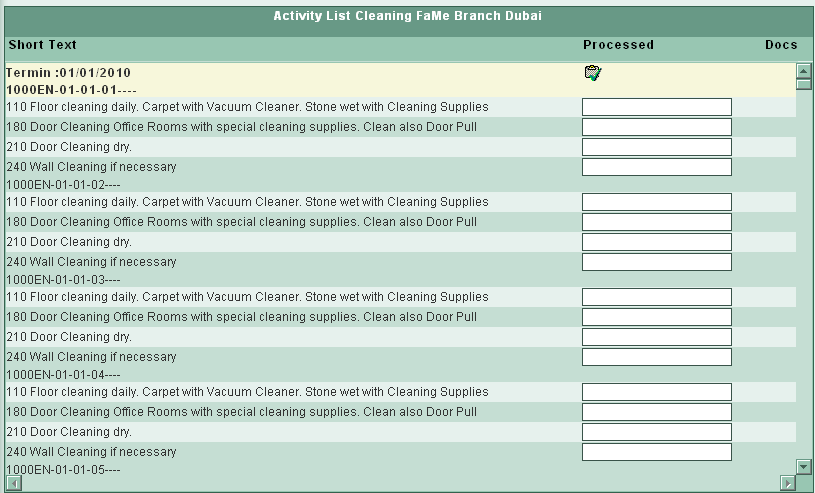 Activity List Cleaning FaMe Branch Dubai
Short Text Processed Docs
Termin :01/01/2010
1000EN-01-01-01----
110 Floor cleaning daily. Carpet with Vacuum Cleaner. Stone wet with Cleaning Supplies
180 Door Cleaning Office Rooms with special cleaning supplies. Clean also Door Pull
210 Door Cleaning dry.
240 Wall Cleaning if necessary
1000EN-01-01-02----
110 Floor cleaning daily. Carpet with Vacuum Cleaner. Stone wet with Cleaning Supplies
180 Door Cleaning Office Rooms with special cleaning supplies. Clean also Door Pull
210 Door Cleaning dry.
240 Wall Cleaning if necessary
1000EN-01-01-03----
110 Floor cleaning daily. Carpet with Vacuum Cleaner. Stone wet with Cleaning Supplies
180 Door Cleaning Office Rooms with special cleaning supplies. Clean also Door Pull
210 Door Cleaning dry.
240 Wall Cleaning if necessary
1000EN-01-01-04----
110 Floor cleaning daily. Carpet with Vacuum Cleaner. Stone wet with Cleaning Supplies
180 Door Cleaning Office Rooms with special cleaning supplies. Clean also Door Pull
210 Door Cleaning dry.
240 Wall Cleaning if necessary
1000EN-01-01-05----